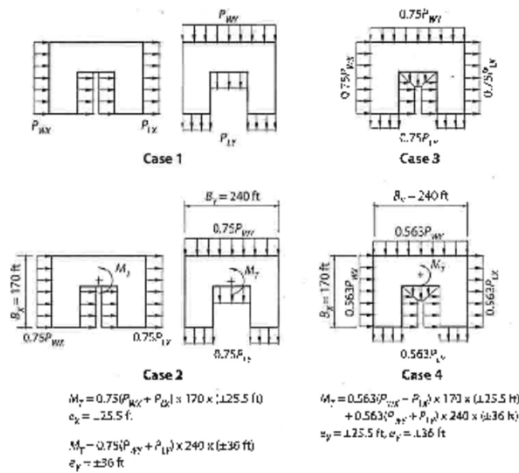 P_WY
P_WX
P_LX
P_LY
Case 1
0.75P_WY
0.75P_WX
0.75P_LX
0.75P_LY
Case 3
B_Y = 240 ft
0.75P_WY
B_X = 170 ft
M_T
M_T
0.75P_WX
0.75P_LX
0.75P_LY
Case 2
M_T = 0.75(P_WX + P_LX) x 170 x (±25.5 ft)
e_X = ±25.5 ft
M_T = 0.75(P_WY + P_LY) x 240 x (±36 ft)
e_Y = ±36 ft
B_Y = 240 ft
0.563P_WY
B_X = 170 ft
0.563P_WX
M_T
0.563P_LX
0.563P_LY
Case 4
M_T = 0.563(P_WX + P_LX) x 170 x (±25.5 ft)
+ 0.563(P_WY + P_LY) x 240 x (±36 ft)
e_X = ±25.5 ft, e_Y = ±36 ft